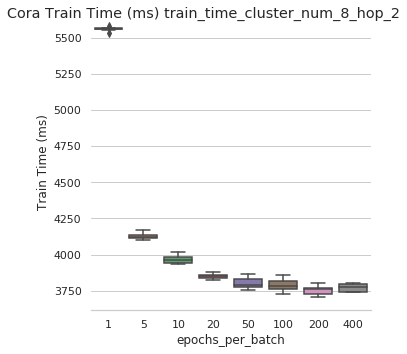 Cora Train Time (ms) train_time_cluster_num_8_hop_2
5500
5250
5000
4750
4500
4250
4000
3750
Train Time (ms)
1 5 10 20 50 100 200 400
epochs_per_batch